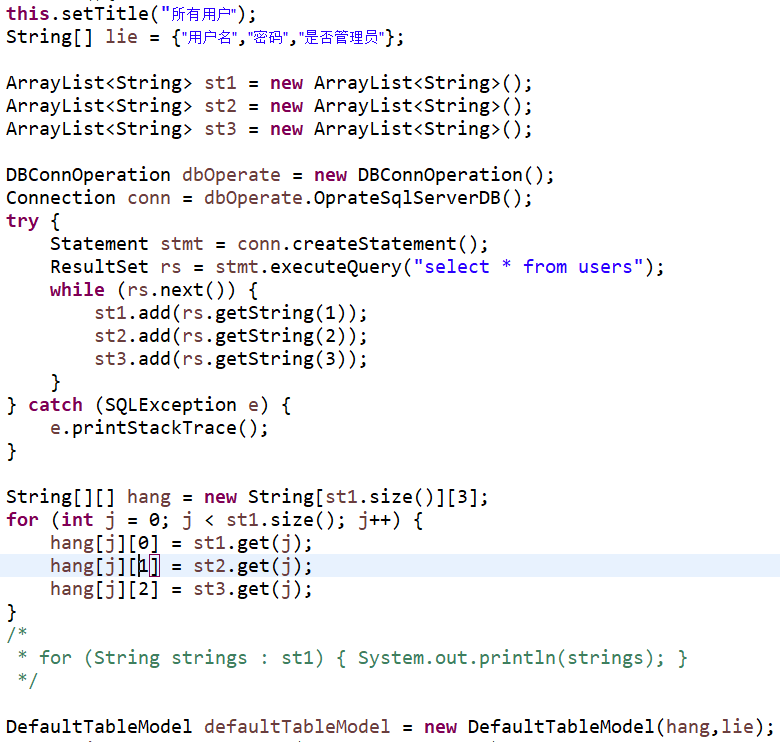 this.setTitle("所有用户");
String[] lie = {"用户名","密码","是否管理员"};
ArrayList<String> st1 = new ArrayList<String>();
ArrayList<String> st2 = new ArrayList<String>();
ArrayList<String> st3 = new ArrayList<String>();
DBConnOperation dbOperate = new DBConnOperation();
Connection conn = dbOperate.OprateSqlServerDB();
try {
    Statement stmt = conn.createStatement();
    ResultSet rs = stmt.executeQuery("select * from users");
    while (rs.next()) {
        st1.add(rs.getString(1));
        st2.add(rs.getString(2));
        st3.add(rs.getString(3));
    }
} catch (SQLException e) {
    e.printStackTrace();
}
String[][] hang = new String[st1.size()][3];
for (int j = 0; j < st1.size(); j++) {
    hang[j][0] = st1.get(j);
    hang[j][1] = st2.get(j);
    hang[j][2] = st3.get(j);
}
/*
 * for (String strings : st1) { System.out.println(strings); }
 */
DefaultTableModel defaultTableModel = new DefaultTableModel(hang,lie);